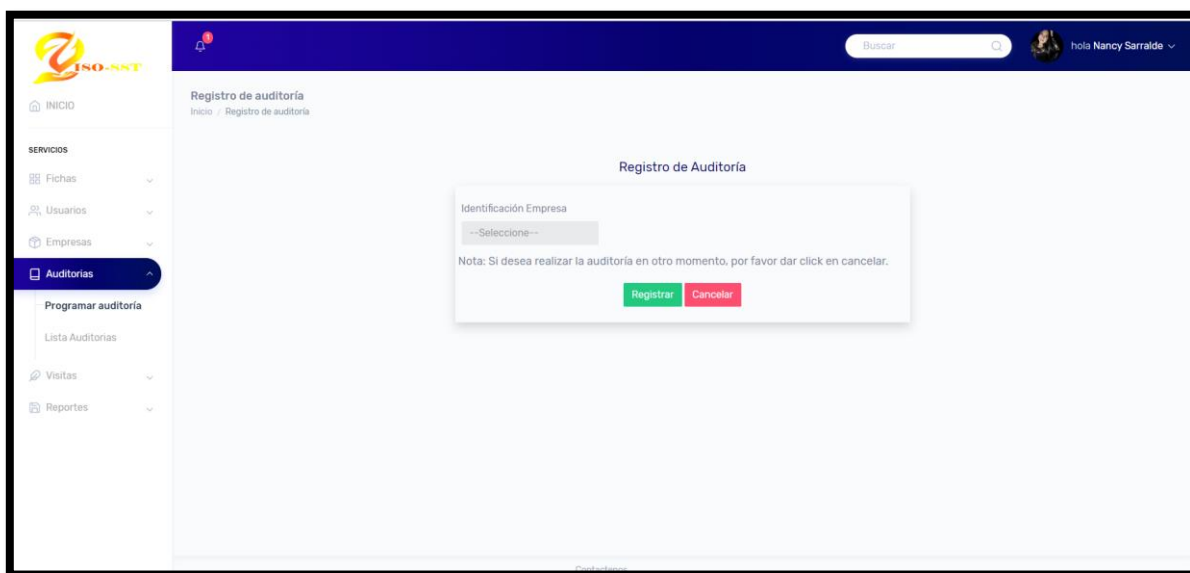 ISO-SST
1
Buscar
hola Nancy Sarralde
INICIO
SERVICIOS
Fichas
Usuarios
Empresas
Auditorias
Programar auditoría
Lista Auditorias
Visitas
Reportes
Registro de auditoría
Inicio / Registro de auditoría
Registro de Auditoría
Identificación Empresa
--Seleccione--
Nota: Si desea realizar la auditoría en otro momento, por favor dar click en cancelar.
Registrar Cancelar
Contactenos